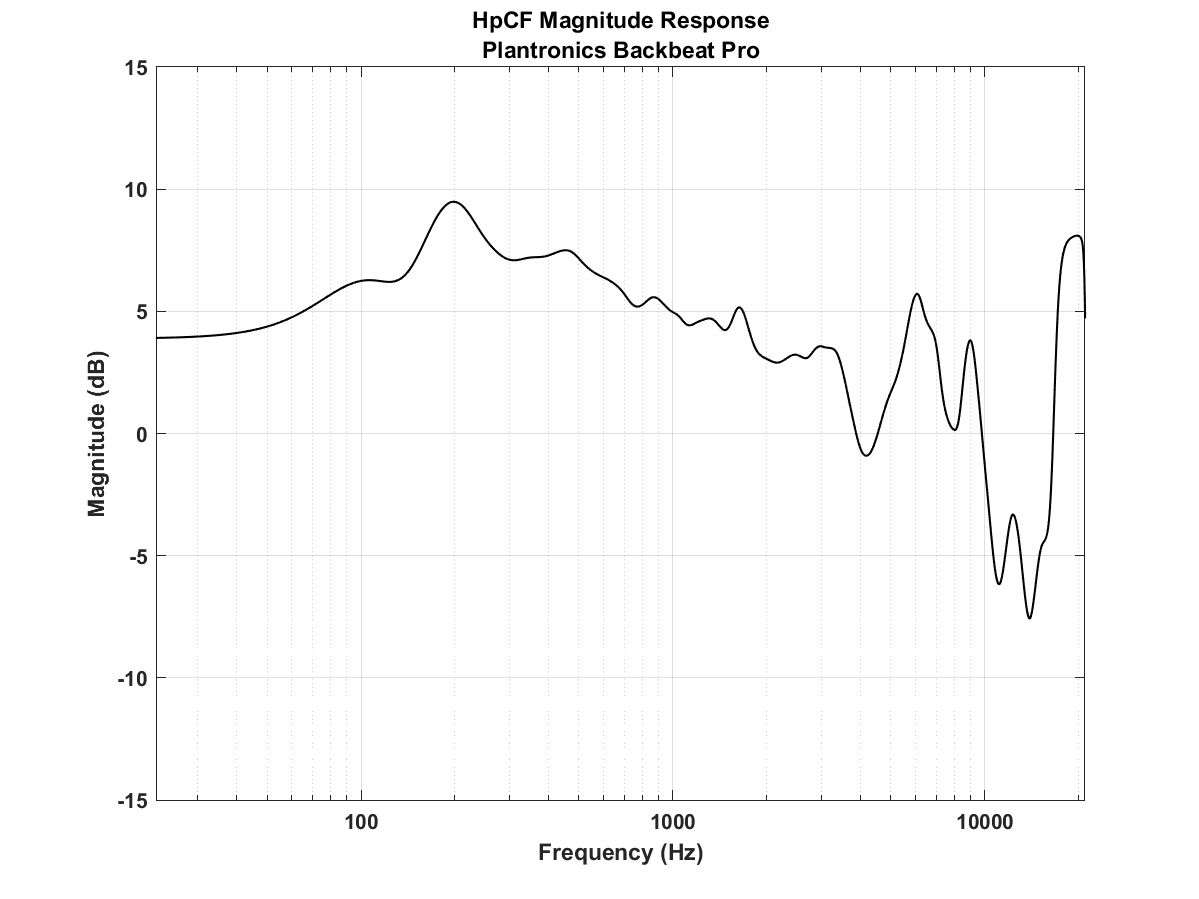 HpCF Magnitude Response
Plantronics Backbeat Pro
15
10
5
0
-5
-10
-15
Magnitude (dB)
100
1000
10000
Frequency (Hz)